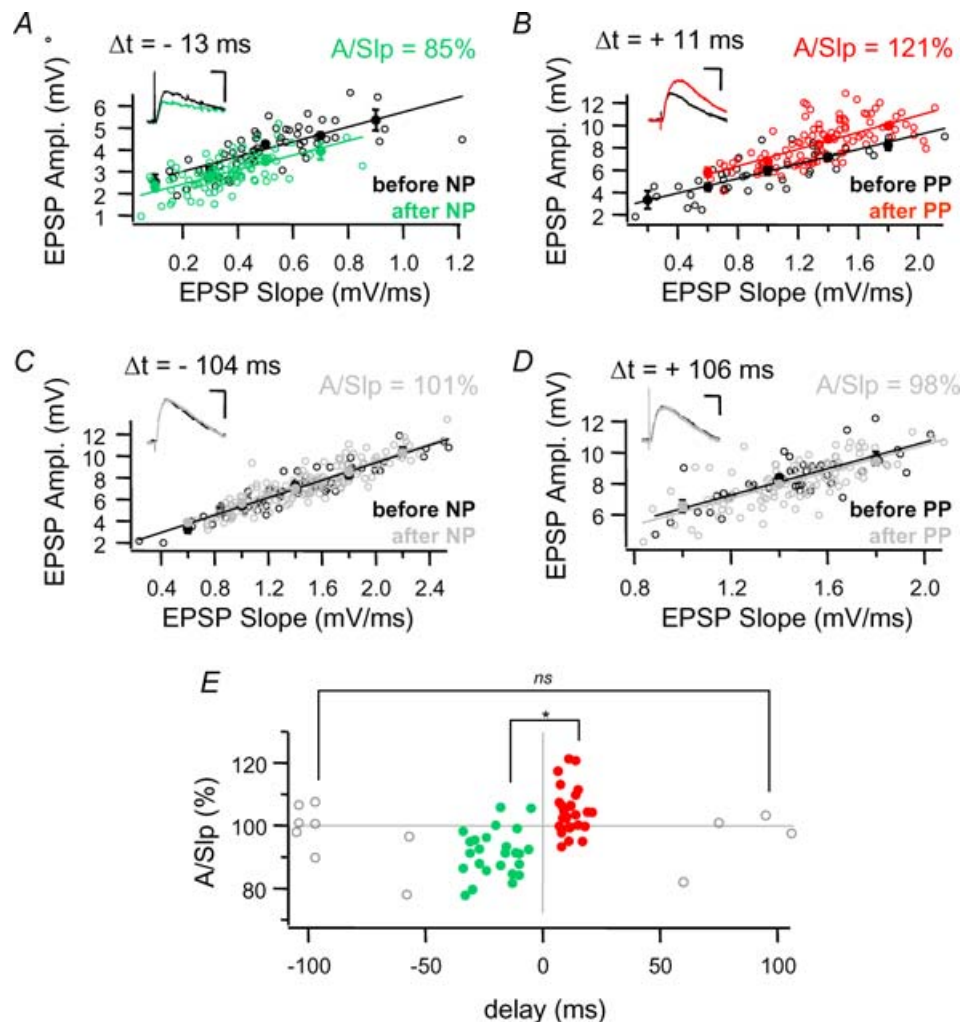 A
Δt = - 13 ms
A/Slp = 85%
EPSP Ampl. (mV)
6
5
4
3
2
1
before NP
after NP
0.2 0.4 0.6 0.8 1.0 1.2
EPSP Slope (mV/ms)
B
Δt = + 11 ms
A/Slp = 121%
EPSP Ampl. (mV)
12
10
8
6
4
2
before PP
after PP
0.4 0.8 1.2 1.6 2.0
EPSP Slope (mV/ms)
C
Δt = - 104 ms
A/Slp = 101%
EPSP Ampl. (mV)
12
10
8
6
4
2
before NP
after NP
0.4 0.8 1.2 1.6 2.0 2.4
EPSP Slope (mV/ms)
D
Δt = + 106 ms
A/Slp = 98%
EPSP Ampl. (mV)
12
10
8
6
before PP
after PP
0.8 1.2 1.6 2.0
EPSP Slope (mV/ms)
E
ns
*
A/Slp (%)
120
100
80
-100 -50 0 50 100
delay (ms)